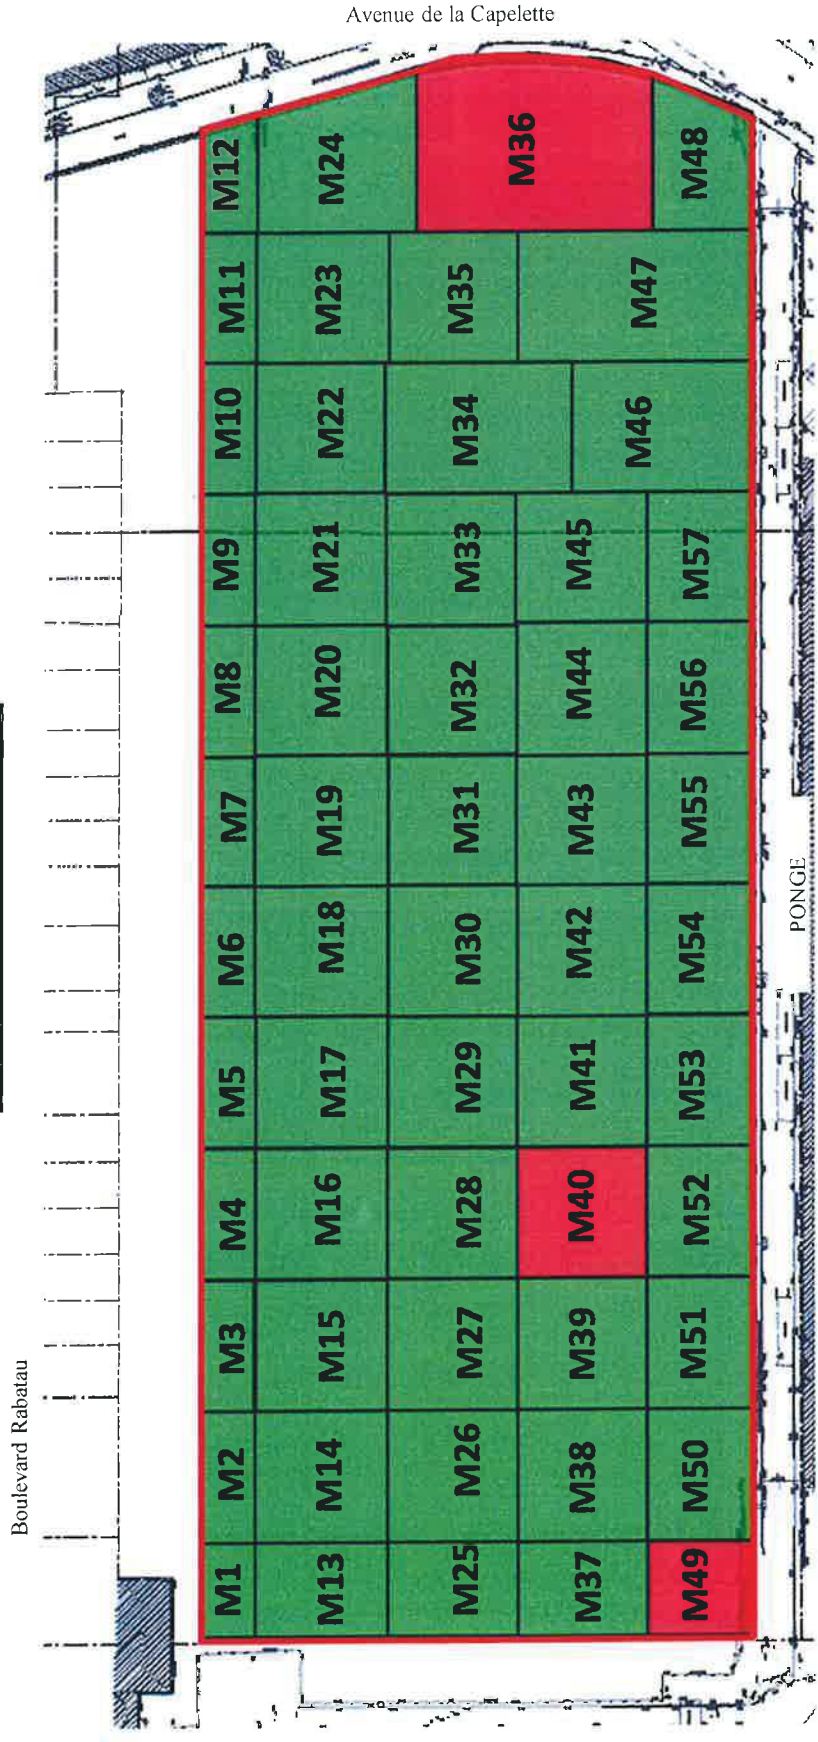 Avenue de la Capelette
Boulevard Rabatau
M12 M24 M36 M48
M11 M23 M35 M47
M10 M22 M34 M46
M9 M21 M33 M45 M57
M8 M20 M32 M44 M56
M7 M19 M31 M43 M55
M6 M18 M30 M42 M54
M5 M17 M29 M41 M53
M4 M16 M28 M40 M52
M3 M15 M27 M39 M51
M2 M14 M26 M38 M50
M1 M13 M25 M37 M49
PONGE